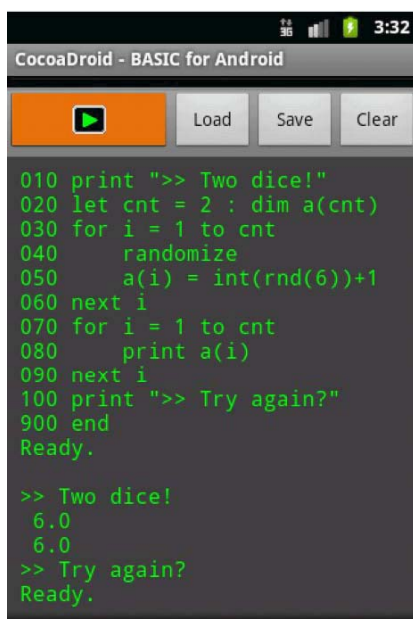 3G 3:32
CocoaDroid - BASIC for Android
Load Save Clear
010 print ">> Two dice!"
020 let cnt = 2 : dim a(cnt)
030 for i = 1 to cnt
040     randomize
050     a(i) = int(rnd(6))+1
060 next i
070 for i = 1 to cnt
080     print a(i)
090 next i
100 print ">> Try again?"
900 end
Ready.

>> Two dice!
 6.0
 6.0
>> Try again?
Ready.